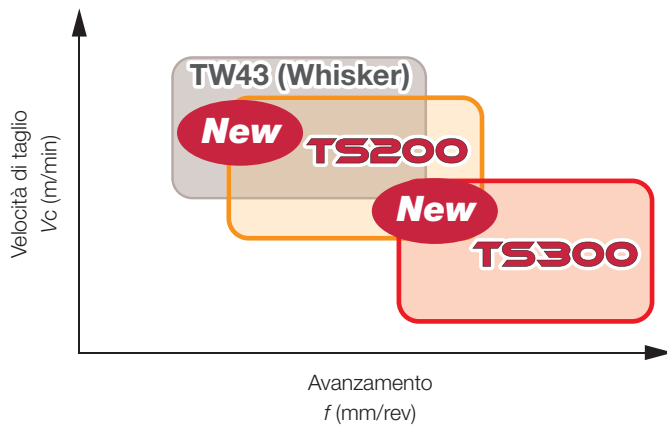 TW43 (Whisker)
New
TS200
New
TS300
Velocità di taglio
Vc (m/min)
Avanzamento
f (mm/rev)